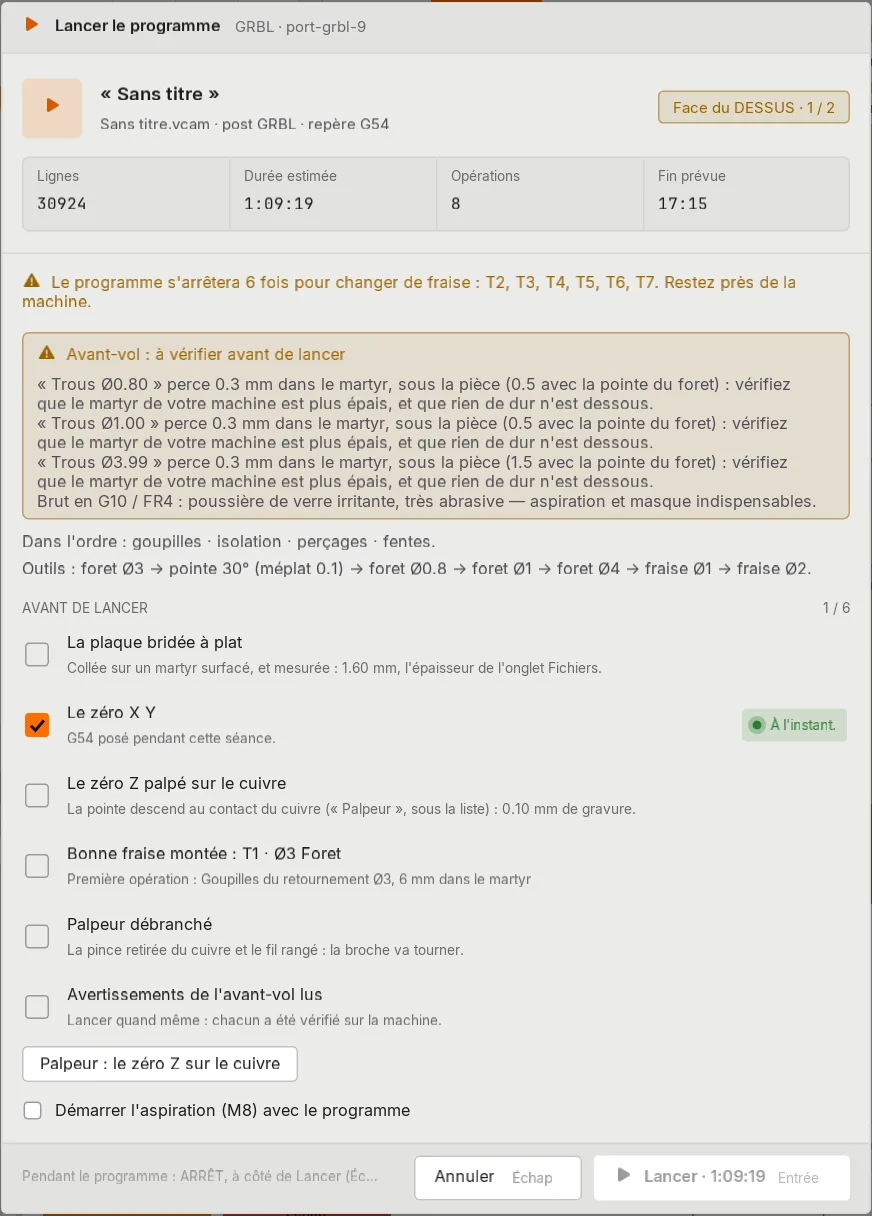 Lancer le programme GRBL · port-grbl-9
« Sans titre »
Sans titre.vcam · post GRBL · repère G54
Face du DESSUS · 1 / 2
Lignes
30924
Durée estimée
1:09:19
Opérations
8
Fin prévue
17:15
Le programme s'arrêtera 6 fois pour changer de fraise : T2, T3, T4, T5, T6, T7. Restez près de la
machine.
Avant-vol : à vérifier avant de lancer
« Trous Ø0.80 » perce 0.3 mm dans le martyr, sous la pièce (0.5 avec la pointe du foret) : vérifiez
que le martyr de votre machine est plus épais, et que rien de dur n'est dessous.
« Trous Ø1.00 » perce 0.3 mm dans le martyr, sous la pièce (0.5 avec la pointe du foret) : vérifiez
que le martyr de votre machine est plus épais, et que rien de dur n'est dessous.
« Trous Ø3.99 » perce 0.3 mm dans le martyr, sous la pièce (1.5 avec la pointe du foret) : vérifiez
que le martyr de votre machine est plus épais, et que rien de dur n'est dessous.
Brut en G10 / FR4 : poussière de verre irritante, très abrasive — aspiration et masque indispensables.
Dans l'ordre : goupilles · isolation · perçages · fentes.
Outils : foret Ø3 → pointe 30° (méplat 0.1) → foret Ø0.8 → foret Ø1 → foret Ø4 → fraise Ø1 → fraise Ø2.
AVANT DE LANCER 1 / 6
La plaque bridée à plat
Collée sur un martyr surfacé, et mesurée : 1.60 mm, l'épaisseur de l'onglet Fichiers.
Le zéro X Y
G54 posé pendant cette séance.
À l'instant.
Le zéro Z palpé sur le cuivre
La pointe descend au contact du cuivre (« Palpeur », sous la liste) : 0.10 mm de gravure.
Bonne fraise montée : T1 · Ø3 Foret
Première opération : Goupilles du retournement Ø3, 6 mm dans le martyr
Palpeur débranché
La pince retirée du cuivre et le fil rangé : la broche va tourner.
Avertissements de l'avant-vol lus
Lancer quand même : chacun a été vérifié sur la machine.
Palpeur : le zéro Z sur le cuivre
Démarrer l'aspiration (M8) avec le programme
Pendant le programme : ARRÊT, à côté de Lancer (Éc...
Annuler Échap
Lancer · 1:09:19 Entrée